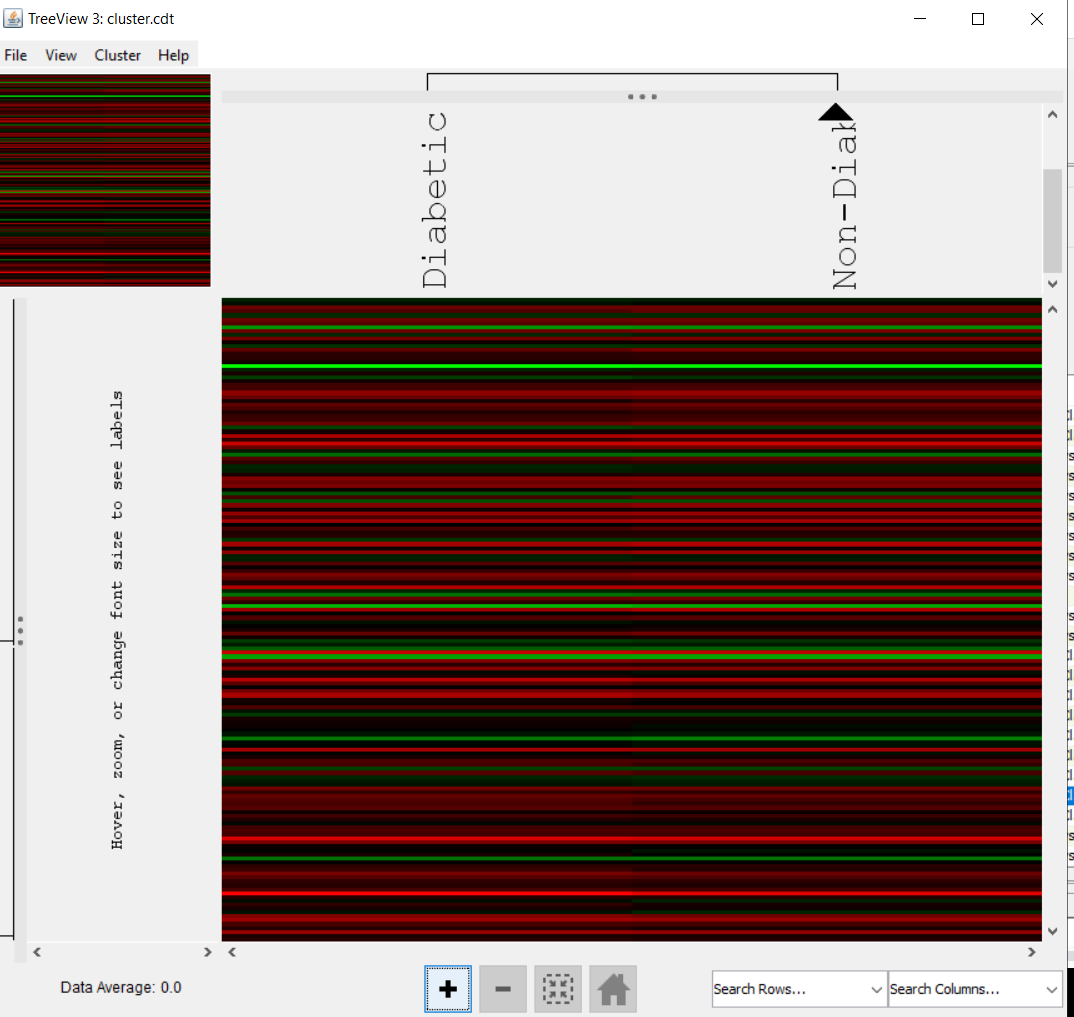 TreeView 3: cluster.cdt
File View Cluster Help
Diabetic
Non-Diab
Hover, zoom, or change font size to see labels
Data Average: 0.0
Search Rows...
Search Columns...